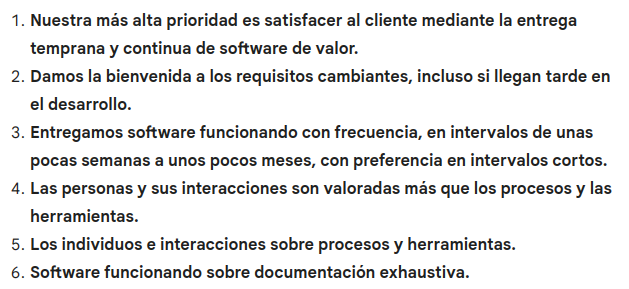 1. Nuestra más alta prioridad es satisfacer al cliente mediante la entrega
temprana y continua de software de valor.
2. Damos la bienvenida a los requisitos cambiantes, incluso si llegan tarde en
el desarrollo.
3. Entregamos software funcionando con frecuencia, en intervalos de unas
pocas semanas a unos pocos meses, con preferencia en intervalos cortos.
4. Las personas y sus interacciones son valoradas más que los procesos y las
herramientas.
5. Los individuos e interacciones sobre procesos y herramientas.
6. Software funcionando sobre documentación exhaustiva.